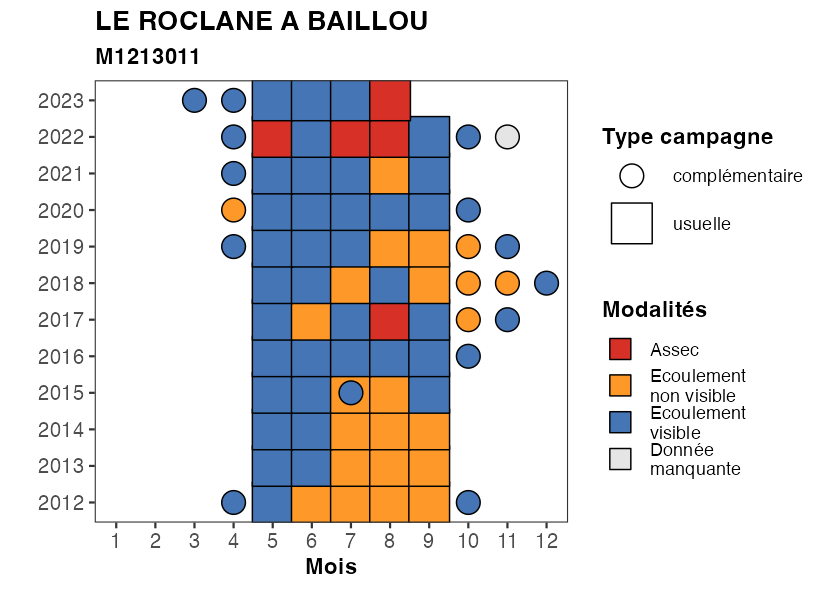 LE ROCLANE A BAILLOU
M1213011
2023
2022
2021
2020
2019
2018
2017
2016
2015
2014
2013
2012
1 2 3 4 5 6 7 8 9 10 11 12
Mois
Type campagne
complémentaire
usuelle
Modalités
Assec
Ecoulement
non visible
Ecoulement
visible
Donnée
manquante